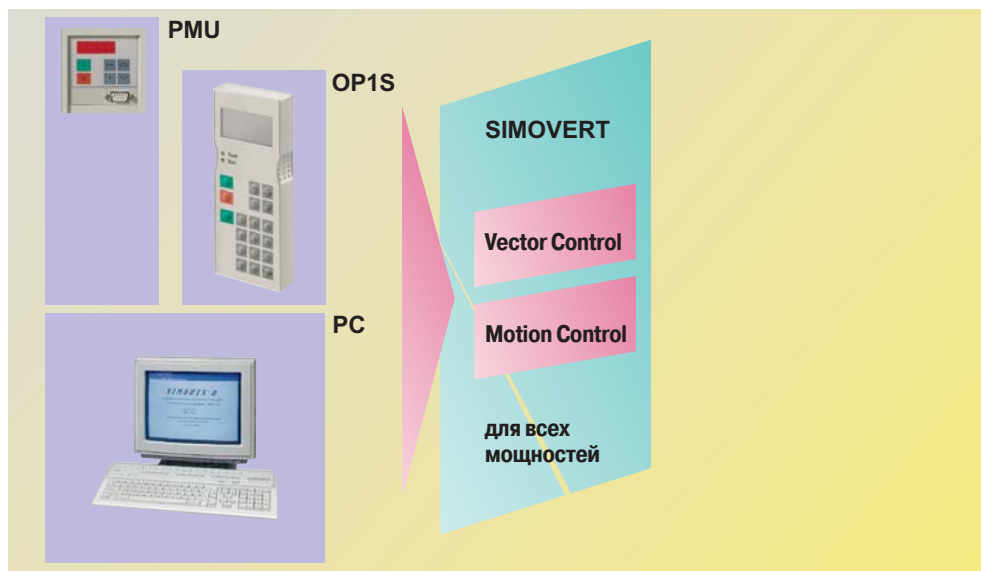 PMU
OP1S
PC
SIMOVERT
Vector Control
Motion Control
для всех
мощностей